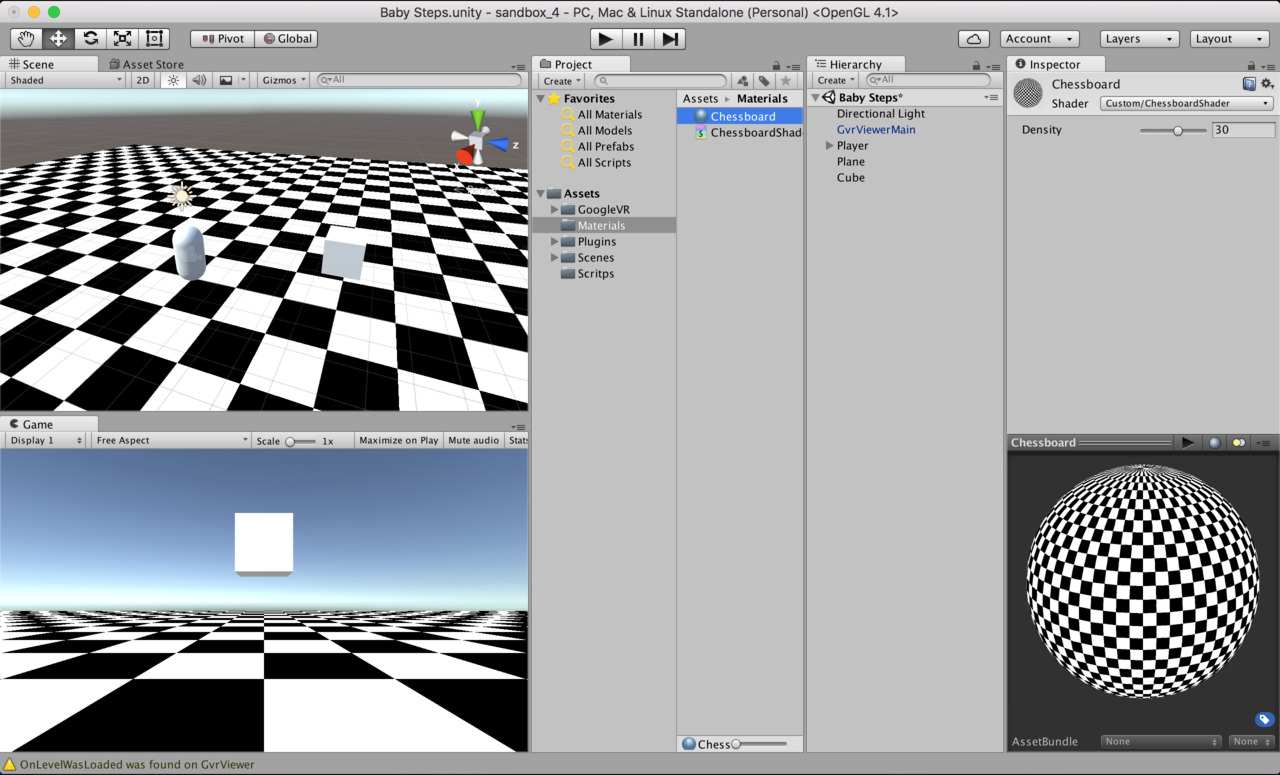 Baby Steps.unity - sandbox_4 - PC, Mac & Linux Standalone (Personal) <OpenGL 4.1>
Pivot Global Account Layers Layout
Scene Asset Store
Shaded 2D Gizmos All
Game
Display 1 Free Aspect Scale 1x Maximize on Play Mute audio Stats
Project
Create
Favorites
All Materials
All Models
All Prefabs
All Scripts
Assets
GoogleVR
Materials
Plugins
Scenes
Scritps
Assets Materials
Chessboard
ChessboardShad
Chess
Hierarchy
Create All
Baby Steps*
Directional Light
GvrViewerMain
Player
Plane
Cube
Inspector
Chessboard
Shader Custom/ChessboardShader
Density 30
Chessboard
AssetBundle None None
OnLevelWasLoaded was found on GvrViewer
y
z
x